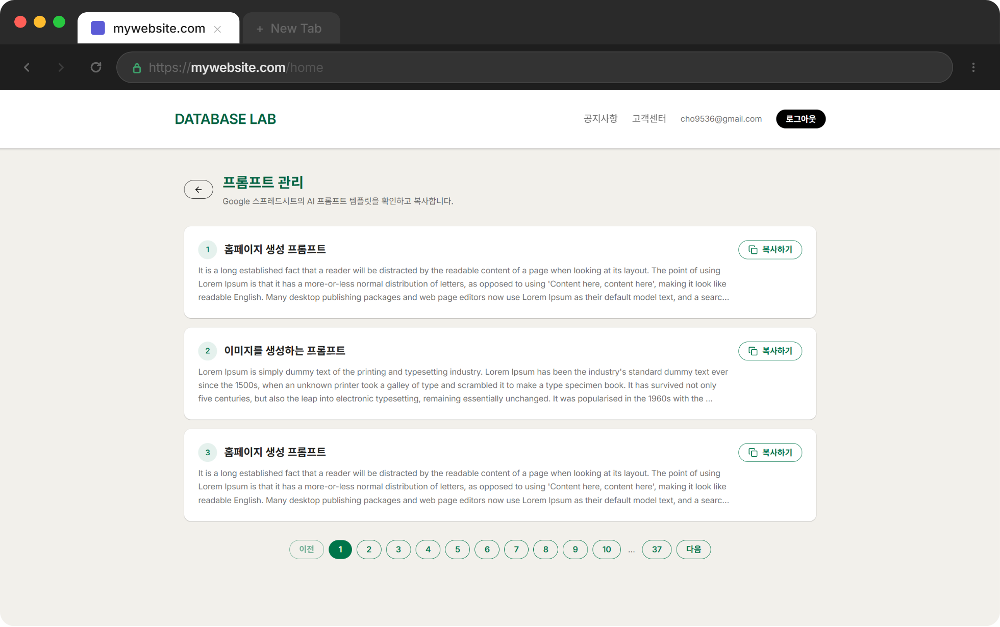 mywebsite.com
+ New Tab
https://mywebsite.com/home
DATABASE LAB
공지사항
고객센터
cho9536@gmail.com
로그아웃
프롬프트 관리
Google 스프레드시트의 AI 프롬프트 템플릿을 확인하고 복사합니다.
1
홈페이지 생성 프롬프트
복사하기
It is a long established fact that a reader will be distracted by the readable content of a page when looking at its layout. The point of using
Lorem Ipsum is that it has a more-or-less normal distribution of letters, as opposed to using 'Content here, content here', making it look like
readable English. Many desktop publishing packages and web page editors now use Lorem Ipsum as their default model text, and a searc...
2
이미지를 생성하는 프롬프트
복사하기
Lorem Ipsum is simply dummy text of the printing and typesetting industry. Lorem Ipsum has been the industry's standard dummy text ever
since the 1500s, when an unknown printer took a galley of type and scrambled it to make a type specimen book. It has survived not only
five centuries, but also the leap into electronic typesetting, remaining essentially unchanged. It was popularised in the 1960s with the ...
3
홈페이지 생성 프롬프트
복사하기
It is a long established fact that a reader will be distracted by the readable content of a page when looking at its layout. The point of using
Lorem Ipsum is that it has a more-or-less normal distribution of letters, as opposed to using 'Content here, content here', making it look like
readable English. Many desktop publishing packages and web page editors now use Lorem Ipsum as their default model text, and a searc...
이전 1 2 3 4 5 6 7 8 9 10 ... 37 다음